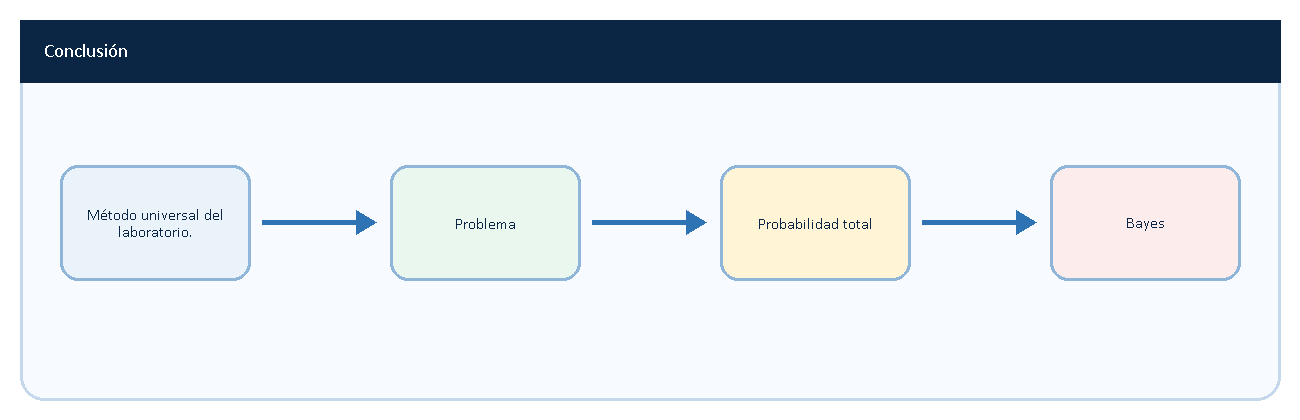 Conclusión
Método universal del
laboratorio.
Problema
Probabilidad total
Bayes